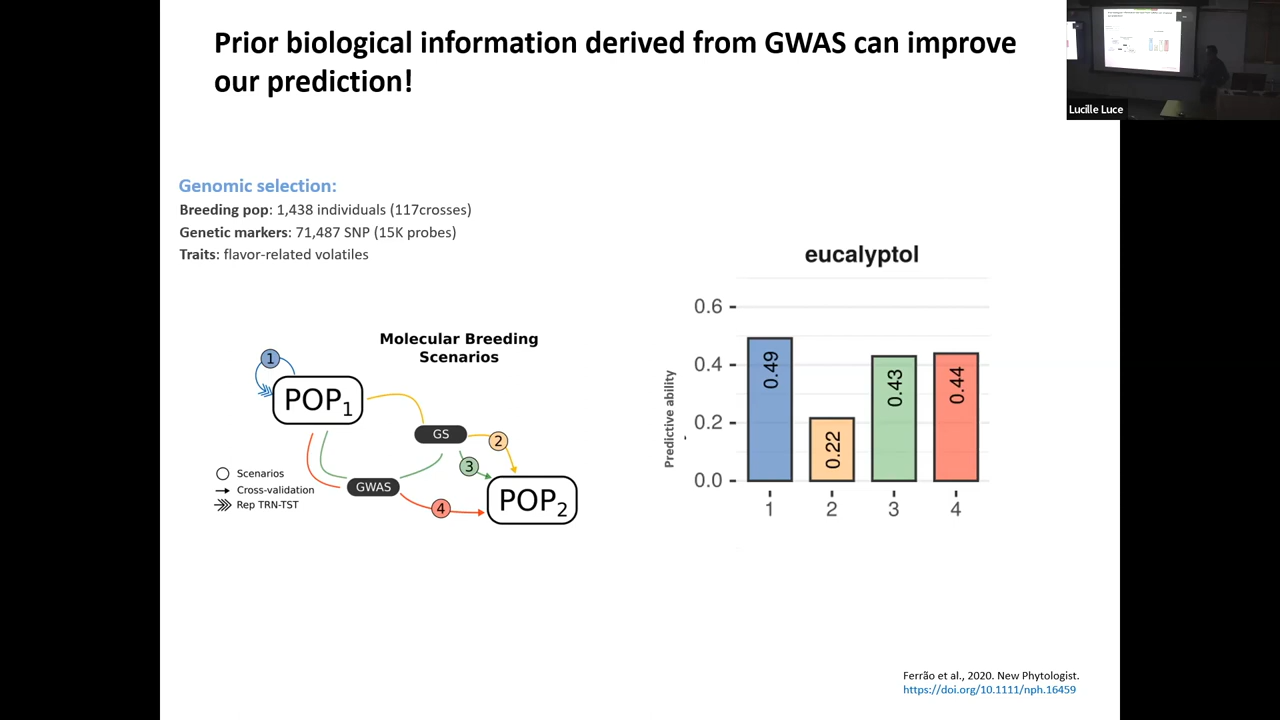 Prior biological information derived from GWAS can improve
our prediction!
Lucille Luce
Genomic selection:
Breeding pop: 1,438 individuals (117crosses)
Genetic markers: 71,487 SNP (15K probes)
Traits: flavor-related volatiles
Molecular Breeding
Scenarios
1
POP1
GS
2
3
GWAS
4
POP2
Scenarios
Cross-validation
Rep TRN-TST
eucalyptol
Predictive ability
0.6
0.4
0.2
0.0
0.49
0.22
0.43
0.44
1 2 3 4
Ferrão et al., 2020. New Phytologist.
https://doi.org/10.1111/nph.16459